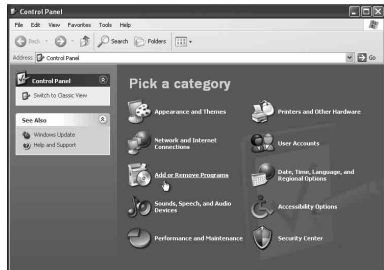 Control Panel
File Edit View Favorites Tools Help
Back Search Folders
Address Control Panel Go
Control Panel
Switch to Classic View
See Also
Windows Update
Help and Support
Pick a category
Appearance and Themes
Printers and Other Hardware
Network and Internet
Connections
User Accounts
Add or Remove Programs
Date, Time, Language, and
Regional Options
Sounds, Speech, and Audio
Devices
Accessibility Options
Performance and Maintenance
Security Center